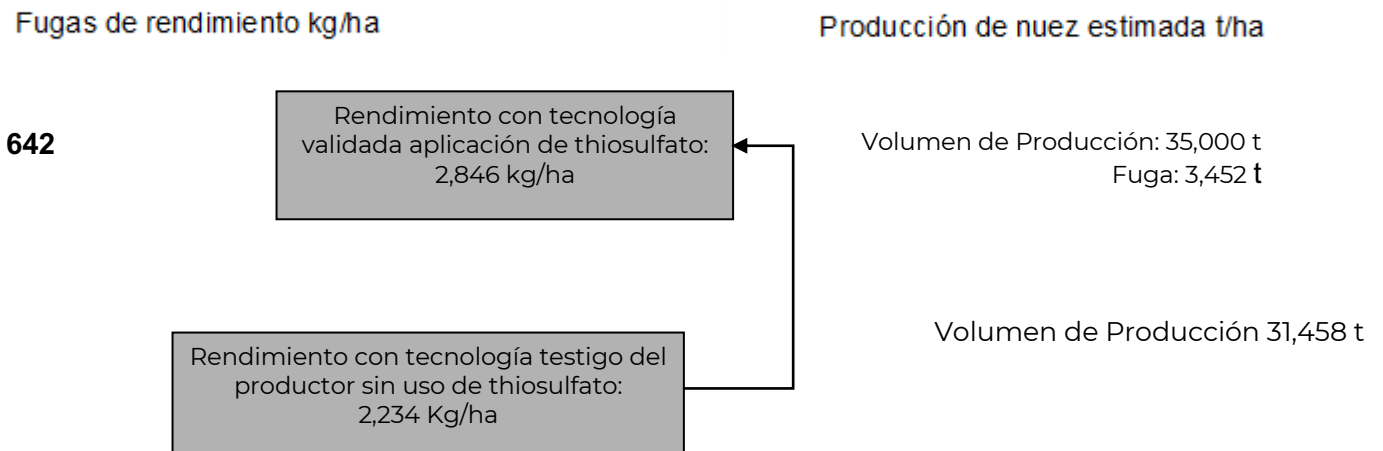 Fugas de rendimiento kg/ha
Producción de nuez estimada t/ha
642
Rendimiento con tecnología
validada aplicación de thiosulfato:
2,846 kg/ha
Volumen de Producción: 35,000 t
Fuga: 3,452 t
Volumen de Producción 31,458 t
Rendimiento con tecnología testigo del
productor sin uso de thiosulfato:
2,234 Kg/ha